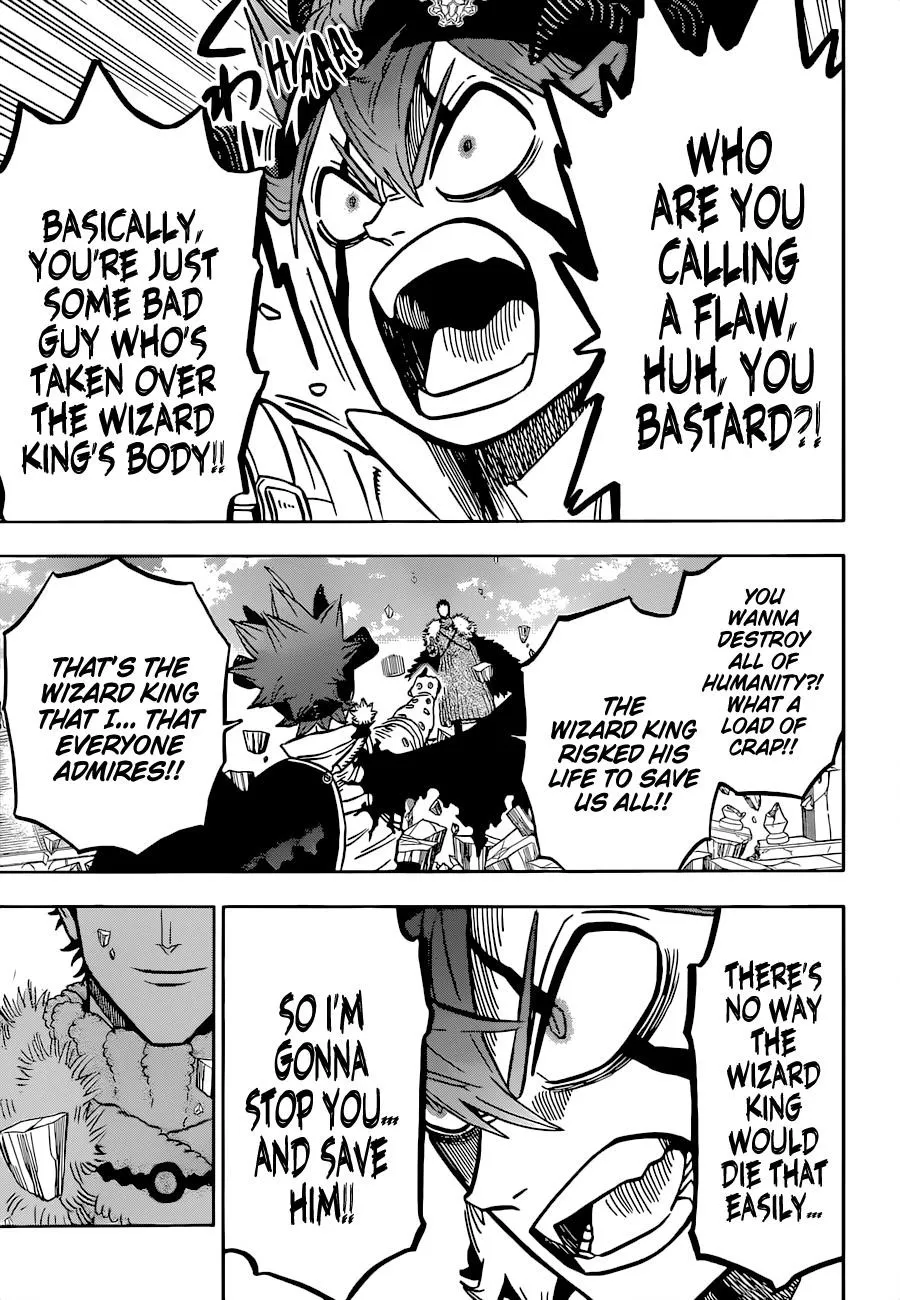 WHO
ARE YOU
CALLING
A FLAW,
HUH, YOU
BASTARD?!
HYAAA!
くわ
BASICALLY,
YOU'RE JUST
SOME BAD
GUY WHO'S
TAKEN OVER
THE WIZARD
KING'S BODY!!
YOU
WANNA
DESTROY
ALL OF
HUMANITY?!
WHAT A
LOAD OF
CRAP!!
THE
WIZARD KING
RISKED HIS
LIFE TO SAVE
US ALL!!
THAT'S THE
WIZARD KING
THAT I... THAT
EVERYONE
ADMIRES!!
THERE'S
NO WAY
THE
WIZARD
KING
WOULD
DIE THAT
EASILY...
SO I'M
GONNA
STOP YOU...
AND SAVE
HIM!!